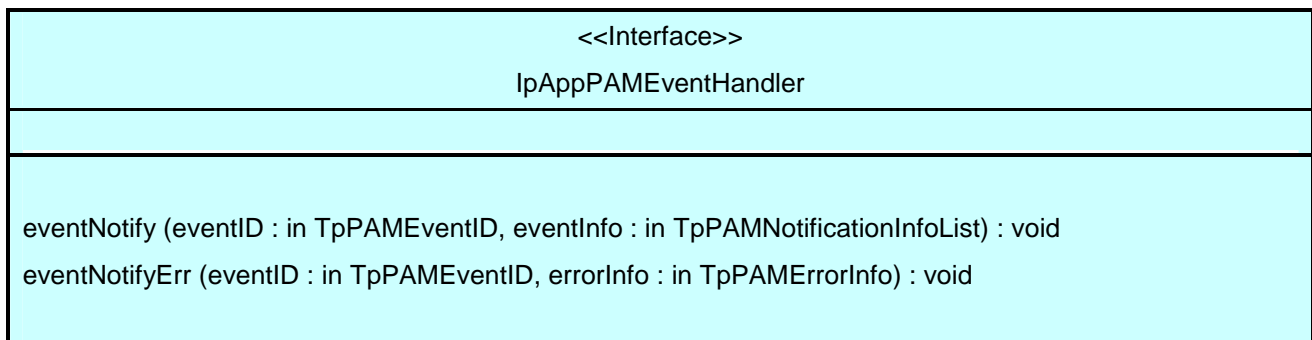 <<Interface>>
IpAppPAMEventHandler
eventNotify (eventID : in TpPAMEventID, eventInfo : in TpPAMNotificationInfoList) : void
eventNotifyErr (eventID : in TpPAMEventID, errorInfo : in TpPAMErrorInfo) : void